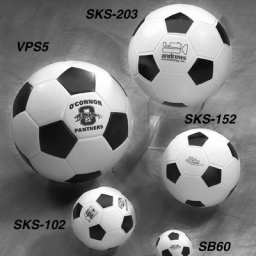 SKS-203
VPS5
O'CONNOR
PANTHERS
andrews
SKS-152
SKS-102
SB60